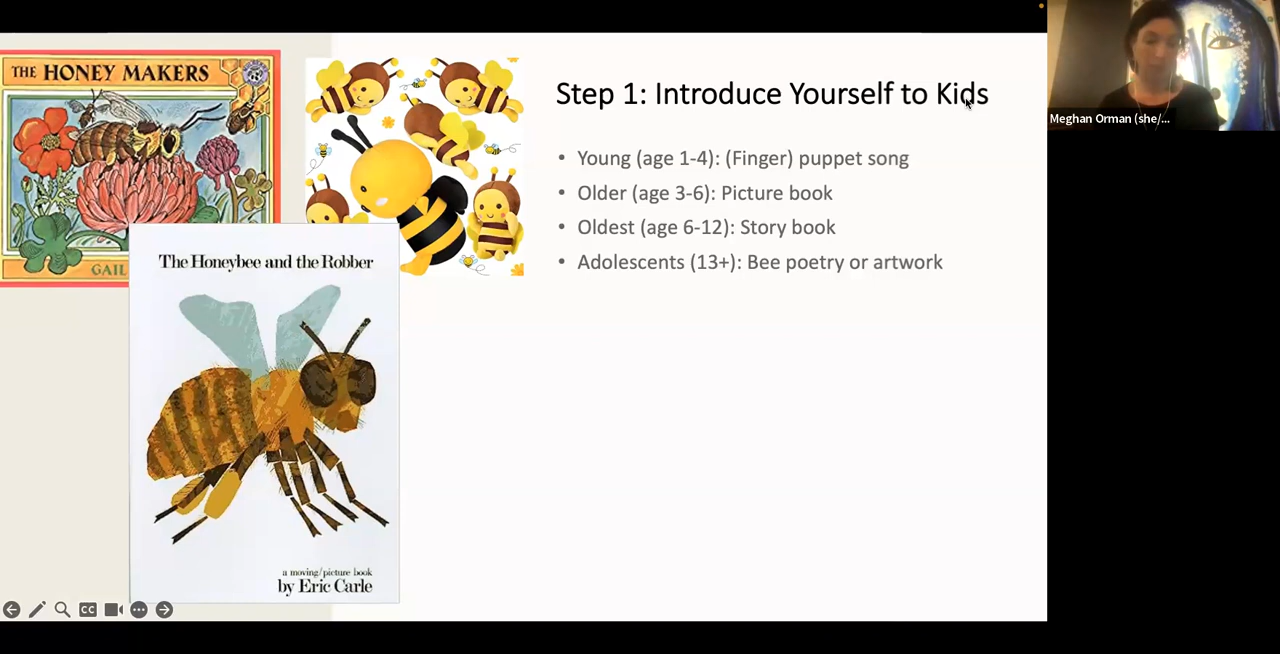 THE HONEY MAKERS
GAIL
The Honeybee and the Robber
a moving/picture book
by Eric Carle
Step 1: Introduce Yourself to Kids
• Young (age 1-4): (Finger) puppet song
• Older (age 3-6): Picture book
• Oldest (age 6-12): Story book
• Adolescents (13+): Bee poetry or artwork
CC
Meghan Orman (she/...